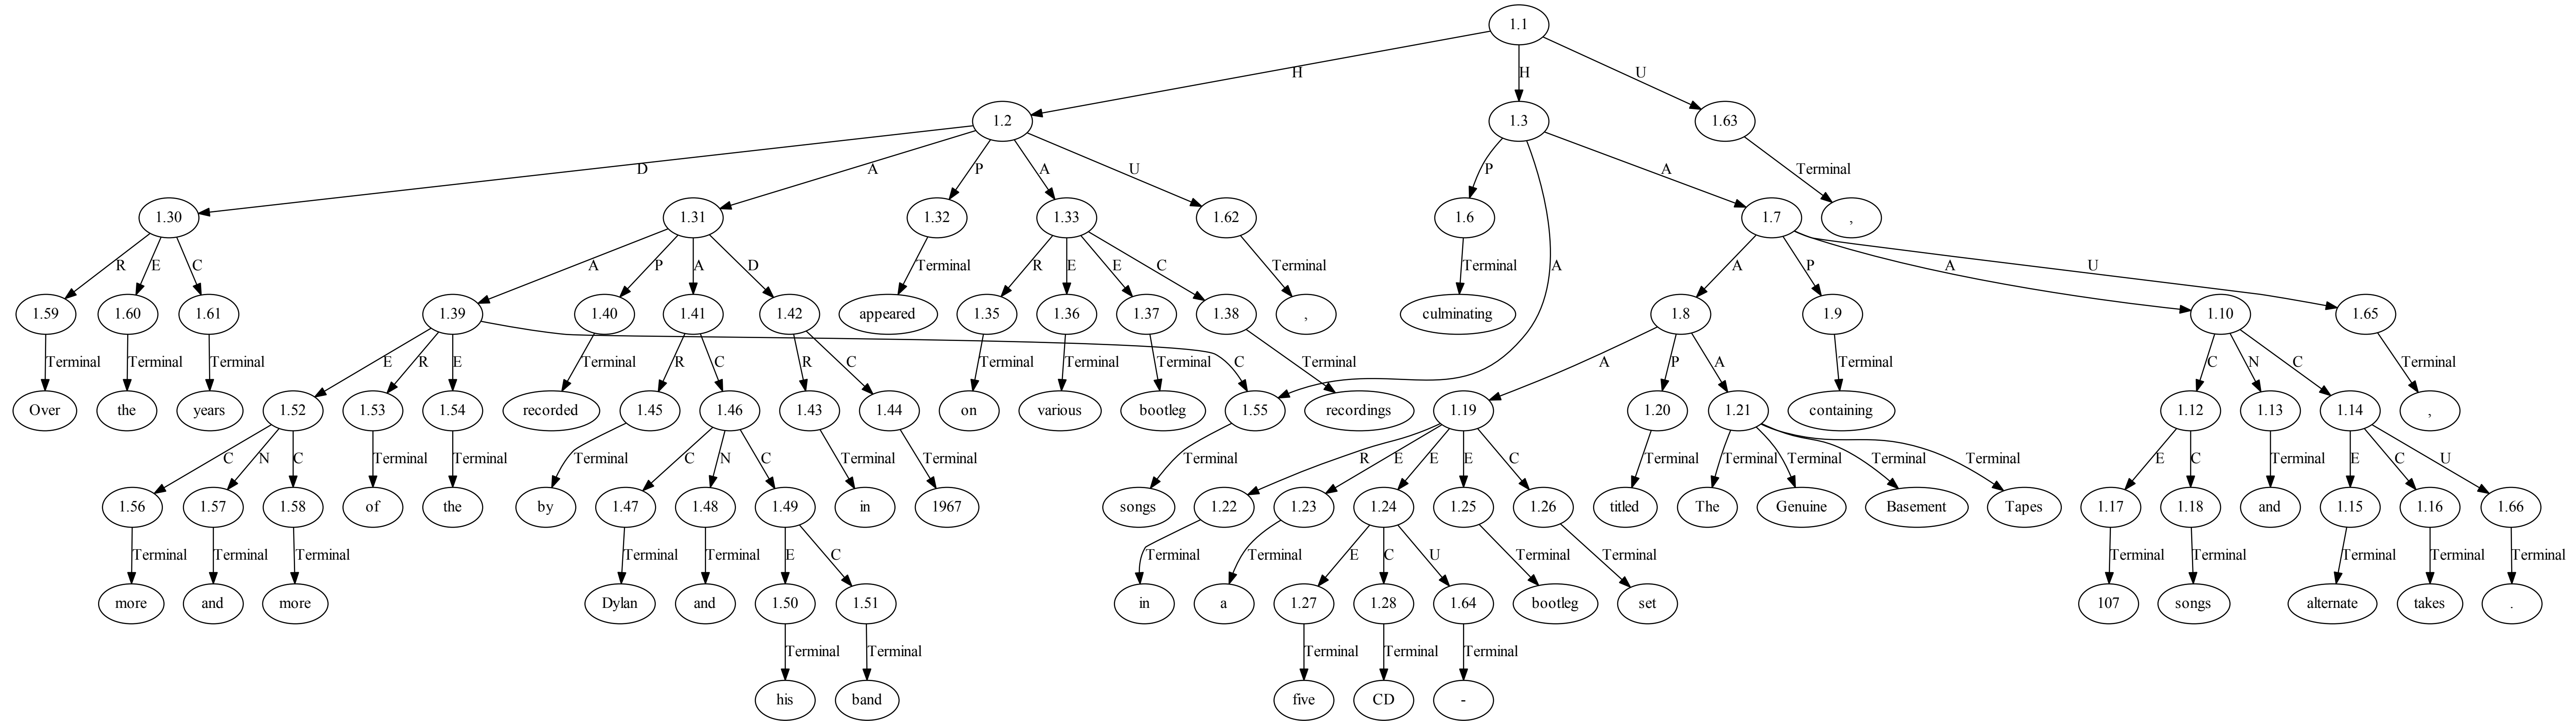 1.1
H H U
1.2 1.3 1.63
D A P A U P A A Terminal
1.30 1.31 1.32 1.33 1.62 1.6 1.7 ,
R E C A P A D Terminal R E E C Terminal Terminal A P A U
1.59 1.60 1.61 1.39 1.40 1.41 1.42 appeared 1.35 1.36 1.37 1.38 , culminating 1.8 1.9 1.10 1.65
Terminal Terminal Terminal E R E C Terminal R C R C Terminal Terminal Terminal Terminal A P A Terminal C N C Terminal
Over the years 1.52 1.53 1.54 recorded 1.45 1.46 1.43 1.44 on various bootleg 1.55 recordings 1.19 1.20 1.21 containing 1.12 1.13 1.14 ,
C N C Terminal Terminal Terminal C N C Terminal Terminal Terminal R E E E C Terminal Terminal Terminal Terminal Terminal E C Terminal E C U
1.56 1.57 1.58 of the by 1.47 1.48 1.49 in 1967 songs 1.22 1.23 1.24 1.25 1.26 titled The Genuine Basement Tapes 1.17 1.18 and 1.15 1.16 1.66
Terminal Terminal Terminal Terminal Terminal E C Terminal Terminal E C U Terminal Terminal Terminal Terminal Terminal Terminal Terminal
more and more Dylan and 1.50 1.51 in a 1.27 1.28 1.64 bootleg set 107 songs alternate takes .
Terminal Terminal Terminal Terminal Terminal
his band five CD -